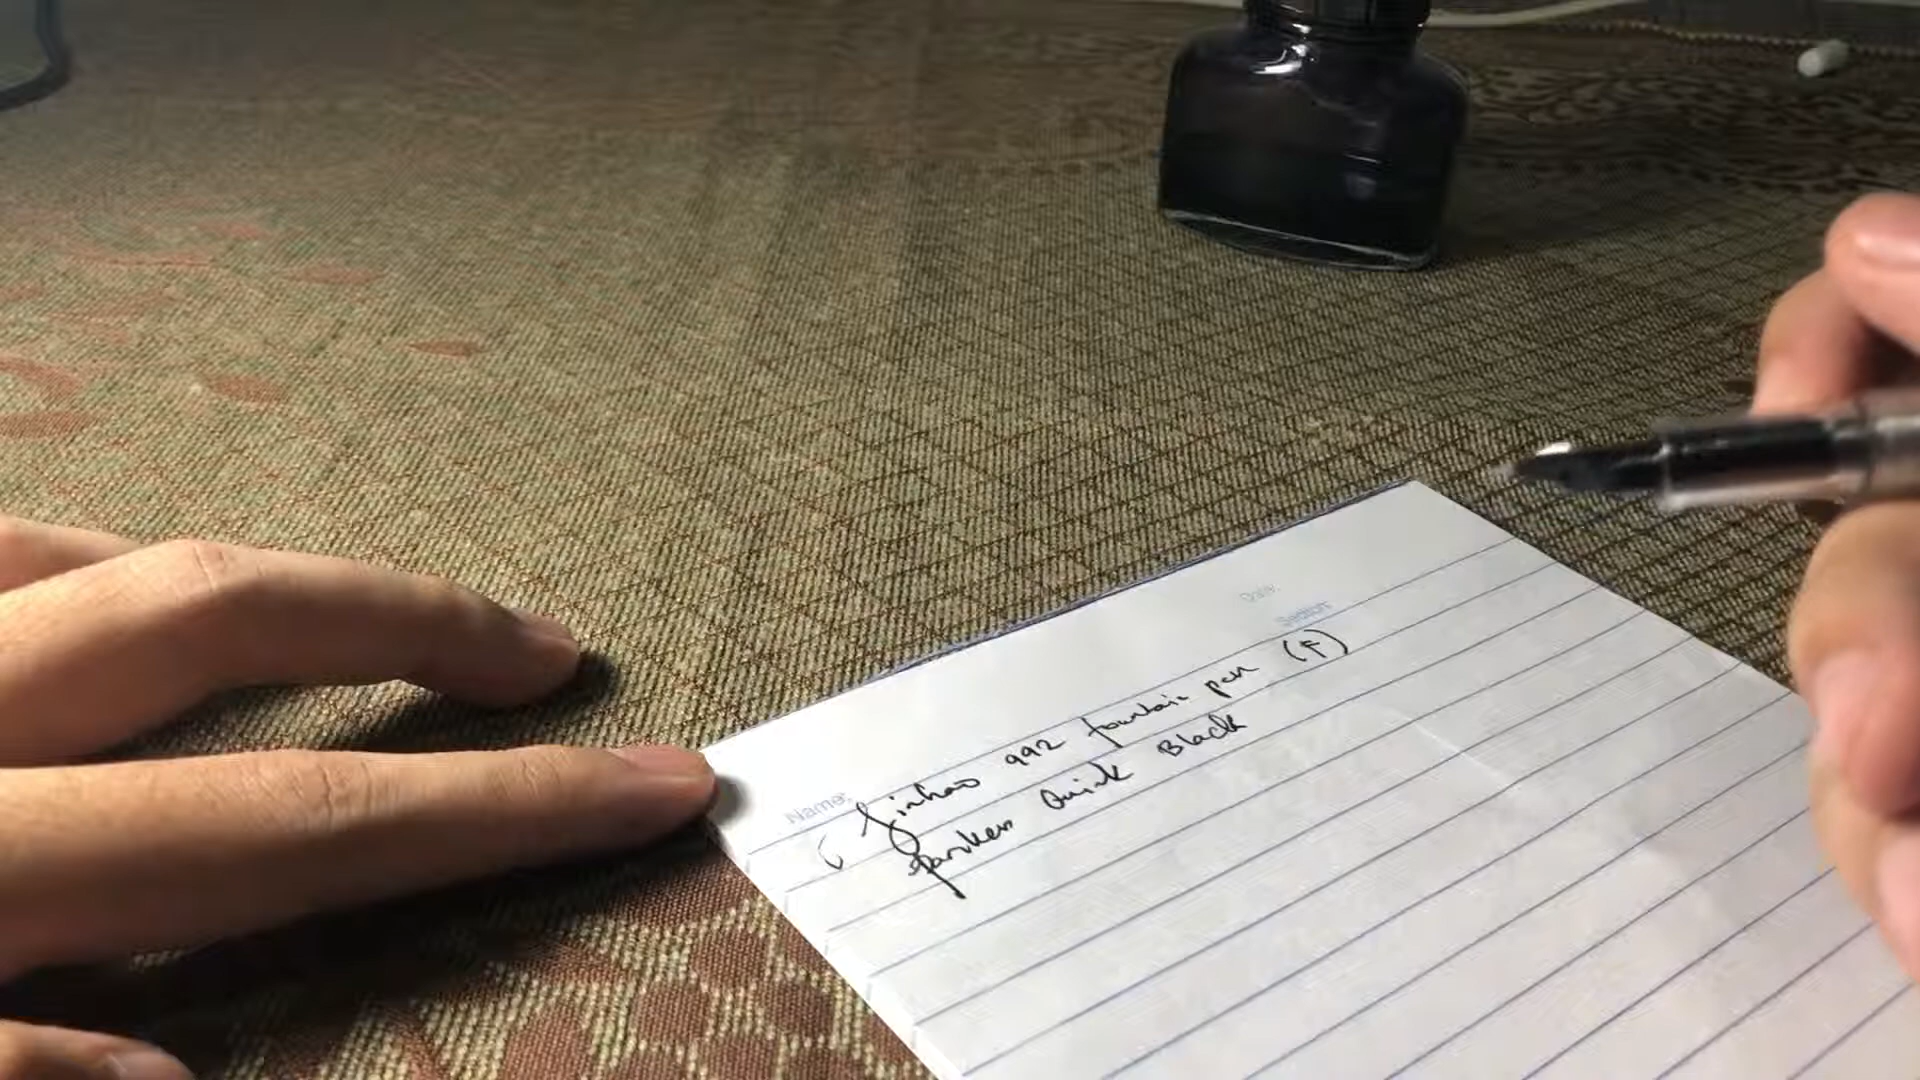 Date:
Section:
Name:
Jinhao 992 fountain pen (F)
Parker Quink Black